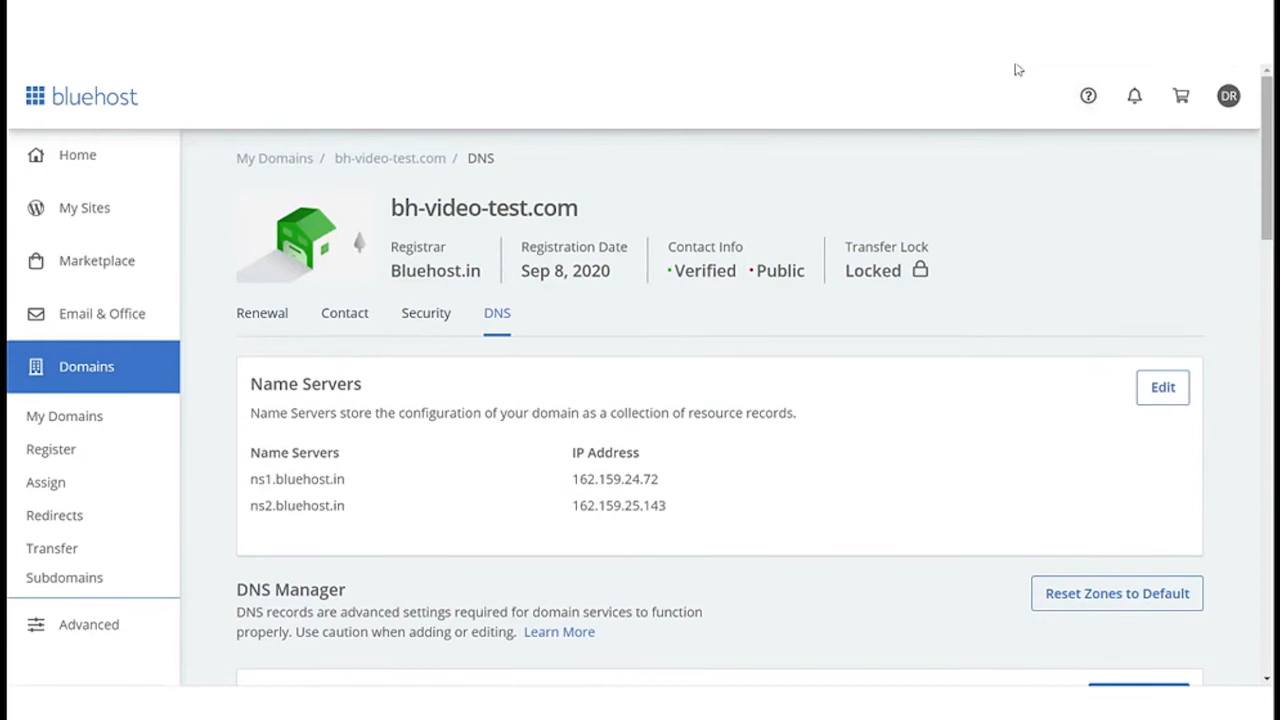 bluehost
DR
Home
My Sites
Marketplace
Email & Office
Domains
My Domains
Register
Assign
Redirects
Transfer
Subdomains
Advanced
My Domains / bh-video-test.com / DNS
bh-video-test.com
Registrar
Bluehost.in
Registration Date
Sep 8, 2020
Contact Info
Verified Public
Transfer Lock
Locked
Renewal Contact Security DNS
Name Servers
Edit
Name Servers store the configuration of your domain as a collection of resource records.
Name Servers IP Address
ns1.bluehost.in 162.159.24.72
ns2.bluehost.in 162.159.25.143
DNS Manager
Reset Zones to Default
DNS records are advanced settings required for domain services to function
properly. Use caution when adding or editing. Learn More